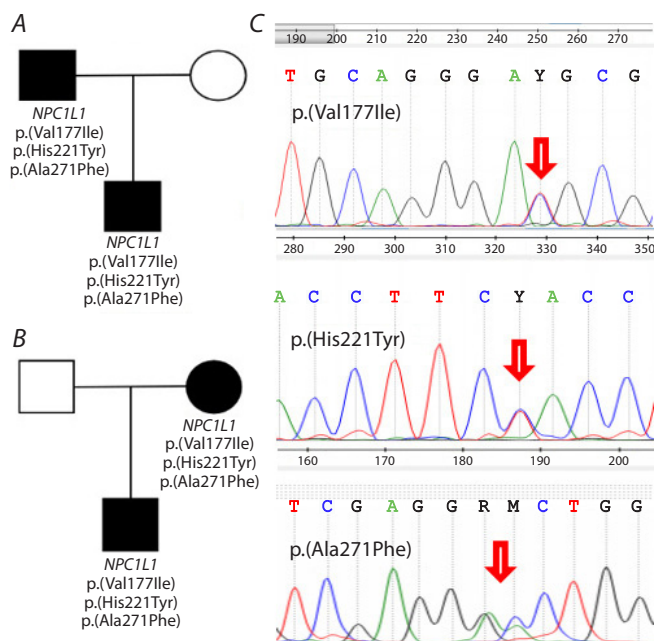 A
NPC1L1
p.(Val177Ile)
p.(His221Tyr)
p.(Ala271Phe)
NPC1L1
p.(Val177Ile)
p.(His221Tyr)
p.(Ala271Phe)
B
NPC1L1
p.(Val177Ile)
p.(His221Tyr)
p.(Ala271Phe)
NPC1L1
p.(Val177Ile)
p.(His221Tyr)
p.(Ala271Phe)
C
190 200 210 220 230 240 250 260 270
T G C A G G G A Y G C G
p.(Val177Ile)
280 290 300 310 320 330 340 350
A C C T T C Y A C C
p.(His221Tyr)
160 170 180 190 200
T C G A G G R M C T G G
p.(Ala271Phe)